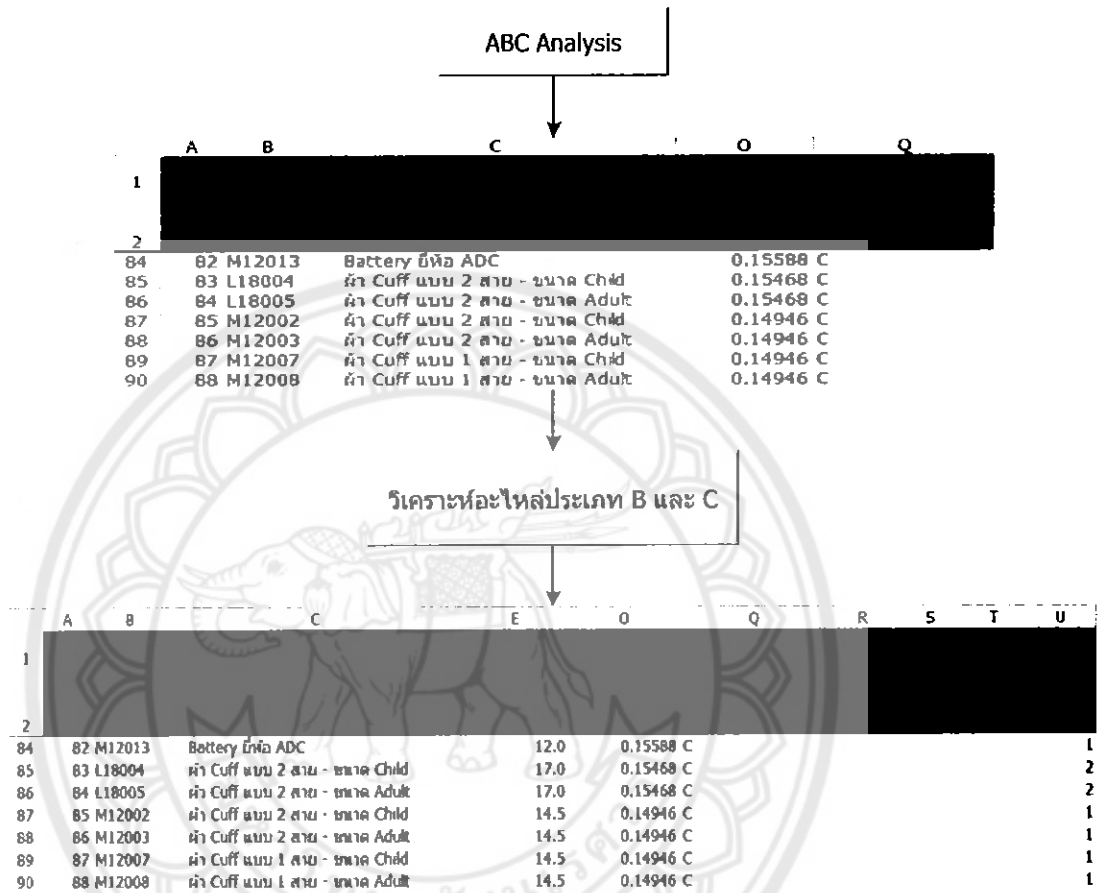 ABC Analysis
A B C O Q
1
2
84 82 M12013 Battery ยี่ห้อ ADC 0.15588 C
85 83 L18004 ผ้า Cuff แบบ 2 สาย - ขนาด Child 0.15468 C
86 84 L18005 ผ้า Cuff แบบ 2 สาย - ขนาด Adult 0.15468 C
87 85 M12002 ผ้า Cuff แบบ 2 สาย - ขนาด Child 0.14946 C
88 86 M12003 ผ้า Cuff แบบ 2 สาย - ขนาด Adult 0.14946 C
89 87 M12007 ผ้า Cuff แบบ 1 สาย - ขนาด Child 0.14946 C
90 88 M12008 ผ้า Cuff แบบ 1 สาย - ขนาด Adult 0.14946 C
วิเคราะห์อะไหล่ประเภท B และ C
A B C E O Q R S T U
1
2
84 82 M12013 Battery ยี่ห้อ ADC 12.0 0.15588 C 1
85 83 L18004 ผ้า Cuff แบบ 2 สาย - ขนาด Child 17.0 0.15468 C 2
86 84 L18005 ผ้า Cuff แบบ 2 สาย - ขนาด Adult 17.0 0.15468 C 2
87 85 M12002 ผ้า Cuff แบบ 2 สาย - ขนาด Child 14.5 0.14946 C 1
88 86 M12003 ผ้า Cuff แบบ 2 สาย - ขนาด Adult 14.5 0.14946 C 1
89 87 M12007 ผ้า Cuff แบบ 1 สาย - ขนาด Child 14.5 0.14946 C 1
90 88 M12008 ผ้า Cuff แบบ 1 สาย - ขนาด Adult 14.5 0.14946 C 1